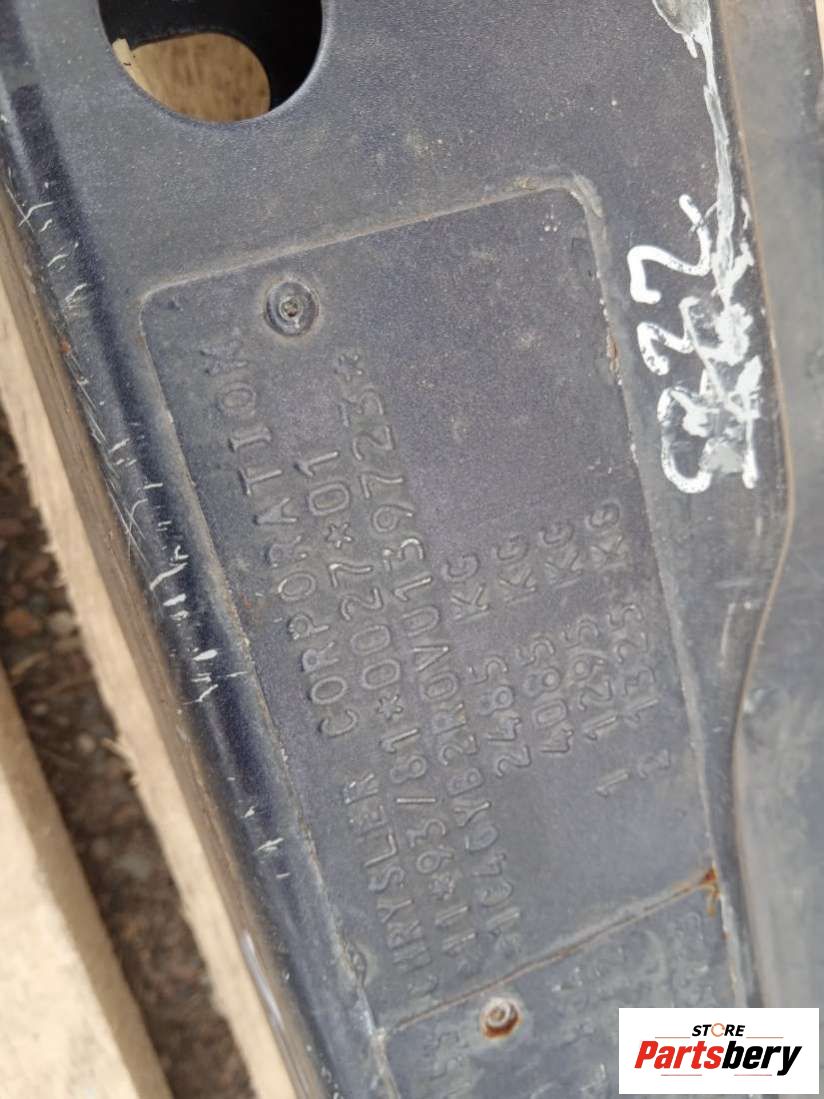 CHRYSLER CORPORATION
*11*93/81*0027*01
*1C4GYB2R0VU139723*
2485 KG
4085 KG
1 1295 KG
2 1325 KG
STORE
Partsbery